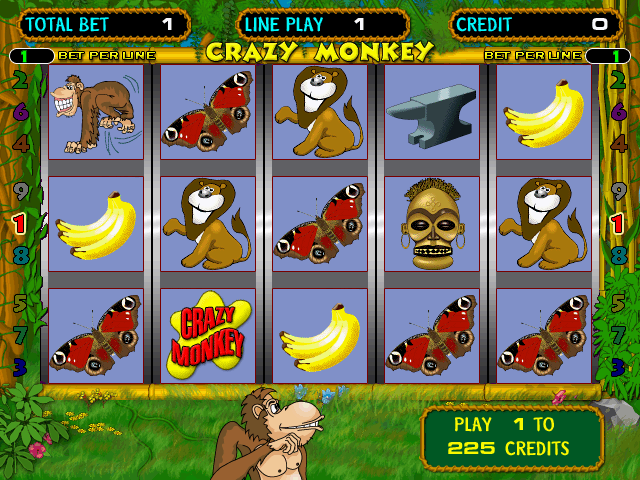 TOTAL BET 1 LINE PLAY 1 CREDIT 0
1 BET PER LINE CRAZY MONKEY BET PER LINE 1
2 2
6 6
4 4
9 9
1 1
8 8
5 5
CRAZY
MONKEY
7 7
3 3
PLAY 1 TO
225 CREDITS